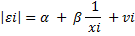 |εi| = α + β 1/xi + vi